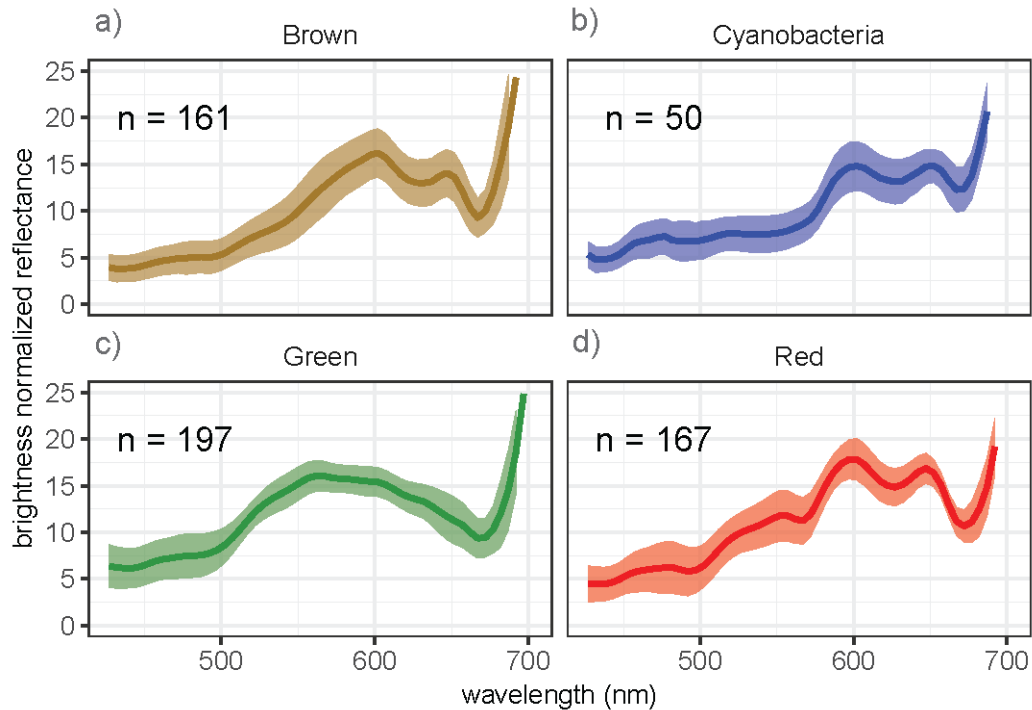 a)
Brown
b)
Cyanobacteria
25
20
15
10
5
0
n = 161
n = 50
c)
Green
d)
Red
25
20
15
10
5
0
n = 197
n = 167
500
600
700
500
600
700
wavelength (nm)
brightness normalized reflectance